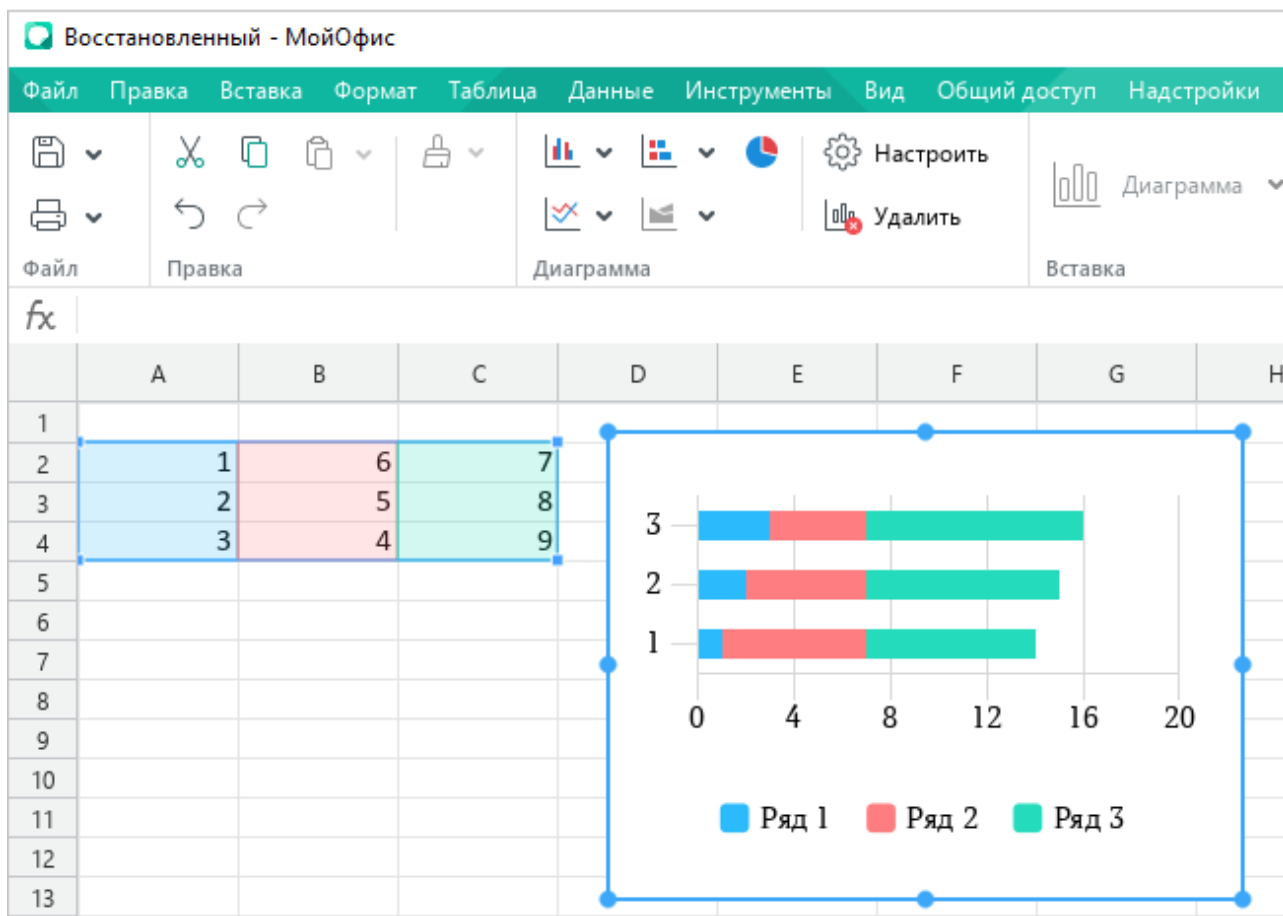 Восстановленный - МойОфис
Файл Правка Вставка Формат Таблица Данные Инструменты Вид Общий доступ Надстройки
Настроить
Диаграмма
Удалить
Файл Правка Диаграмма Вставка
fx
A B C D E F G H
1
2 1 6 7
3 2 5 8
4 3 4 9
5
6
7
8
9
10
11
12
13
3
2
1
0 4 8 12 16 20
Ряд 1 Ряд 2 Ряд 3